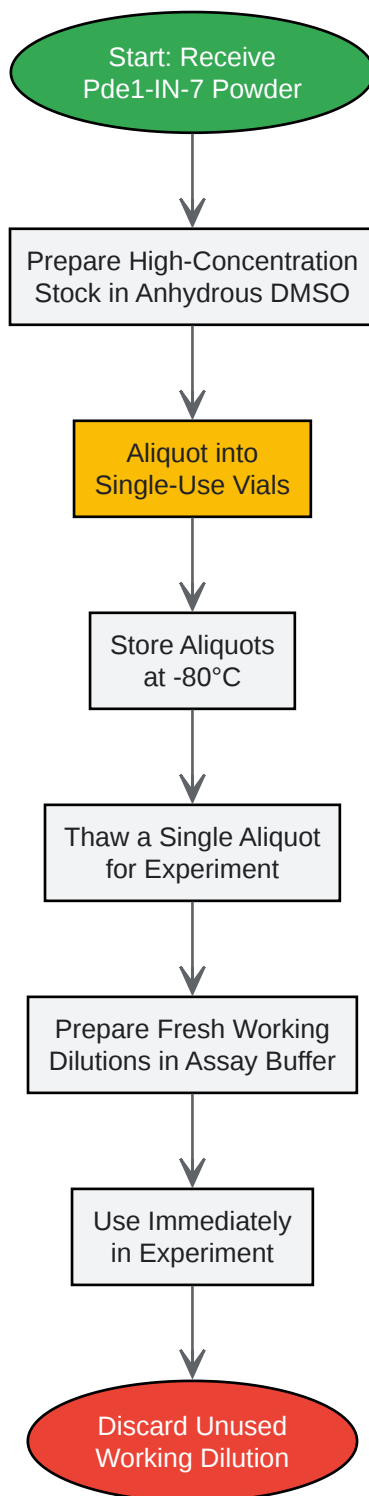 Start: Receive
Pde1-IN-7 Powder
Prepare High-Concentration
Stock in Anhydrous DMSO
Aliquot into
Single-Use Vials
Store Aliquots
at -80°C
Thaw a Single Aliquot
for Experiment
Prepare Fresh Working
Dilutions in Assay Buffer
Use Immediately
in Experiment
Discard Unused
Working Dilution